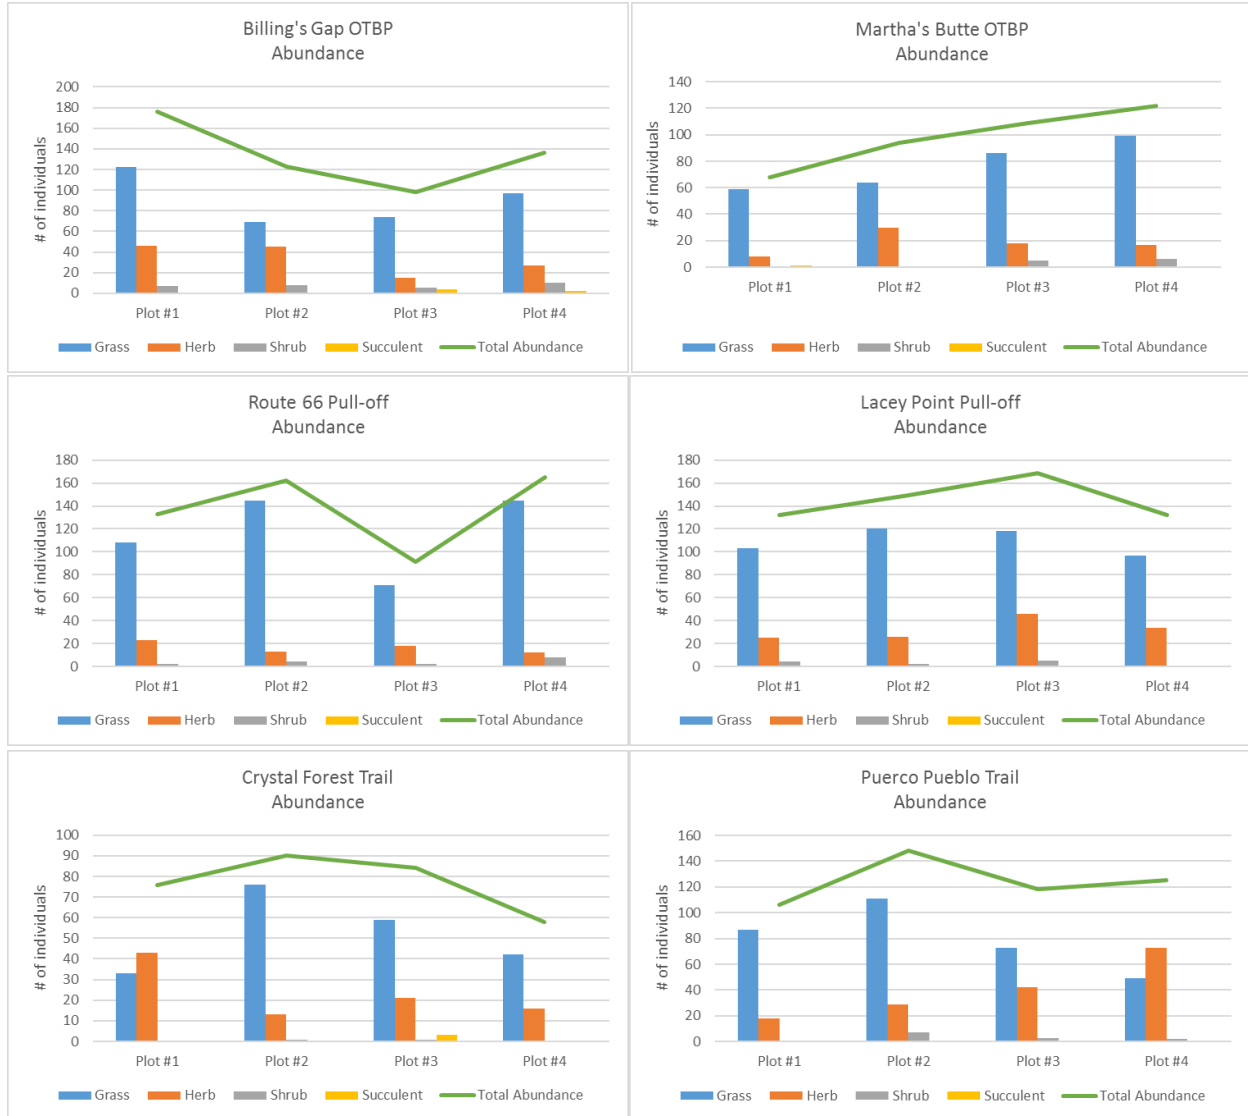 Billing's Gap OTBP
Abundance
# of individuals
200
180
160
140
120
100
80
60
40
20
0
Plot #1 Plot #2 Plot #3 Plot #4
Grass Herb Shrub Succulent Total Abundance
Martha's Butte OTBP
Abundance
# of individuals
140
120
100
80
60
40
20
0
Plot #1 Plot #2 Plot #3 Plot #4
Grass Herb Shrub Succulent Total Abundance
Route 66 Pull-off
Abundance
# of individuals
180
160
140
120
100
80
60
40
20
0
Plot #1 Plot #2 Plot #3 Plot #4
Grass Herb Shrub Succulent Total Abundance
Lacey Point Pull-off
Abundance
# of individuals
180
160
140
120
100
80
60
40
20
0
Plot #1 Plot #2 Plot #3 Plot #4
Grass Herb Shrub Succulent Total Abundance
Crystal Forest Trail
Abundance
# of individuals
100
90
80
70
60
50
40
30
20
10
0
Plot #1 Plot #2 Plot #3 Plot #4
Grass Herb Shrub Succulent Total Abundance
Puerco Pueblo Trail
Abundance
# of individuals
160
140
120
100
80
60
40
20
0
Plot #1 Plot #2 Plot #3 Plot #4
Grass Herb Shrub Succulent Total Abundance